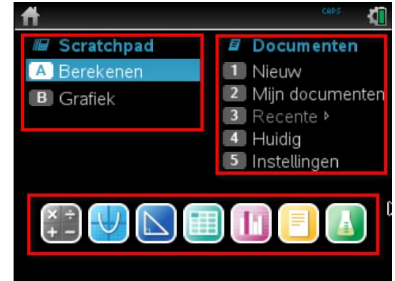 CAPS
Scratchpad
A Berekenen
B Grafiek
Documenten
1 Nieuw
2 Mijn documenten
3 Recente
4 Huidig
5 Instellingen